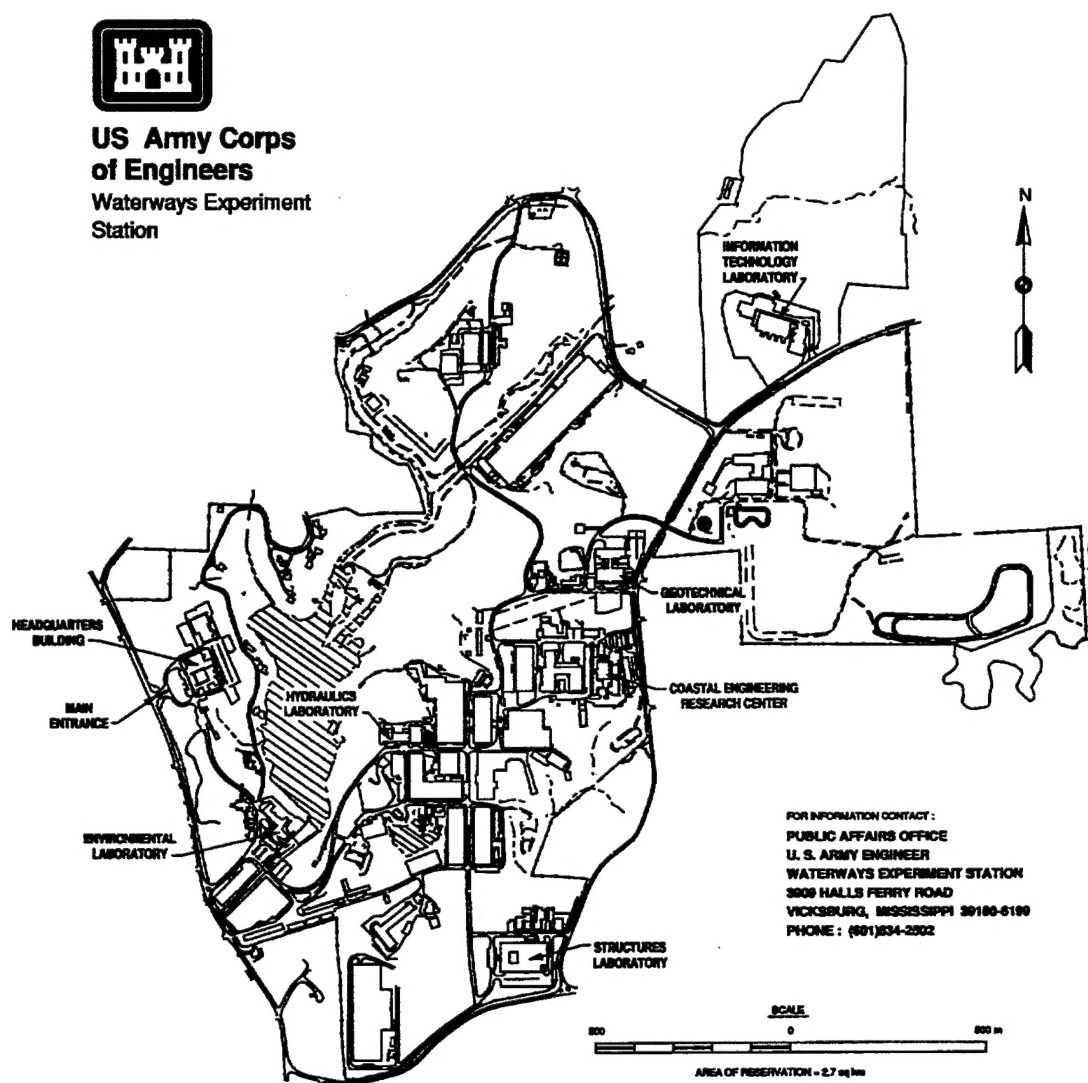 US Army Corps
of Engineers
Waterways Experiment
Station
N
INFORMATION
TECHNOLOGY
LABORATORY
GEOTECHNICAL
LABORATORY
HEADQUARTERS
BUILDING
HYDRAULICS
LABORATORY
COASTAL ENGINEERING
RESEARCH CENTER
MAIN
ENTRANCE
ENVIRONMENTAL
LABORATORY
FOR INFORMATION CONTACT :
PUBLIC AFFAIRS OFFICE
U. S. ARMY ENGINEER
WATERWAYS EXPERIMENT STATION
3909 HALLS FERRY ROAD
VICKSBURG, MISSISSIPPI 39180-6199
PHONE : (601)634-2502
STRUCTURES
LABORATORY
SCALE
0
AREA OF RESERVATION = 2.7 sq